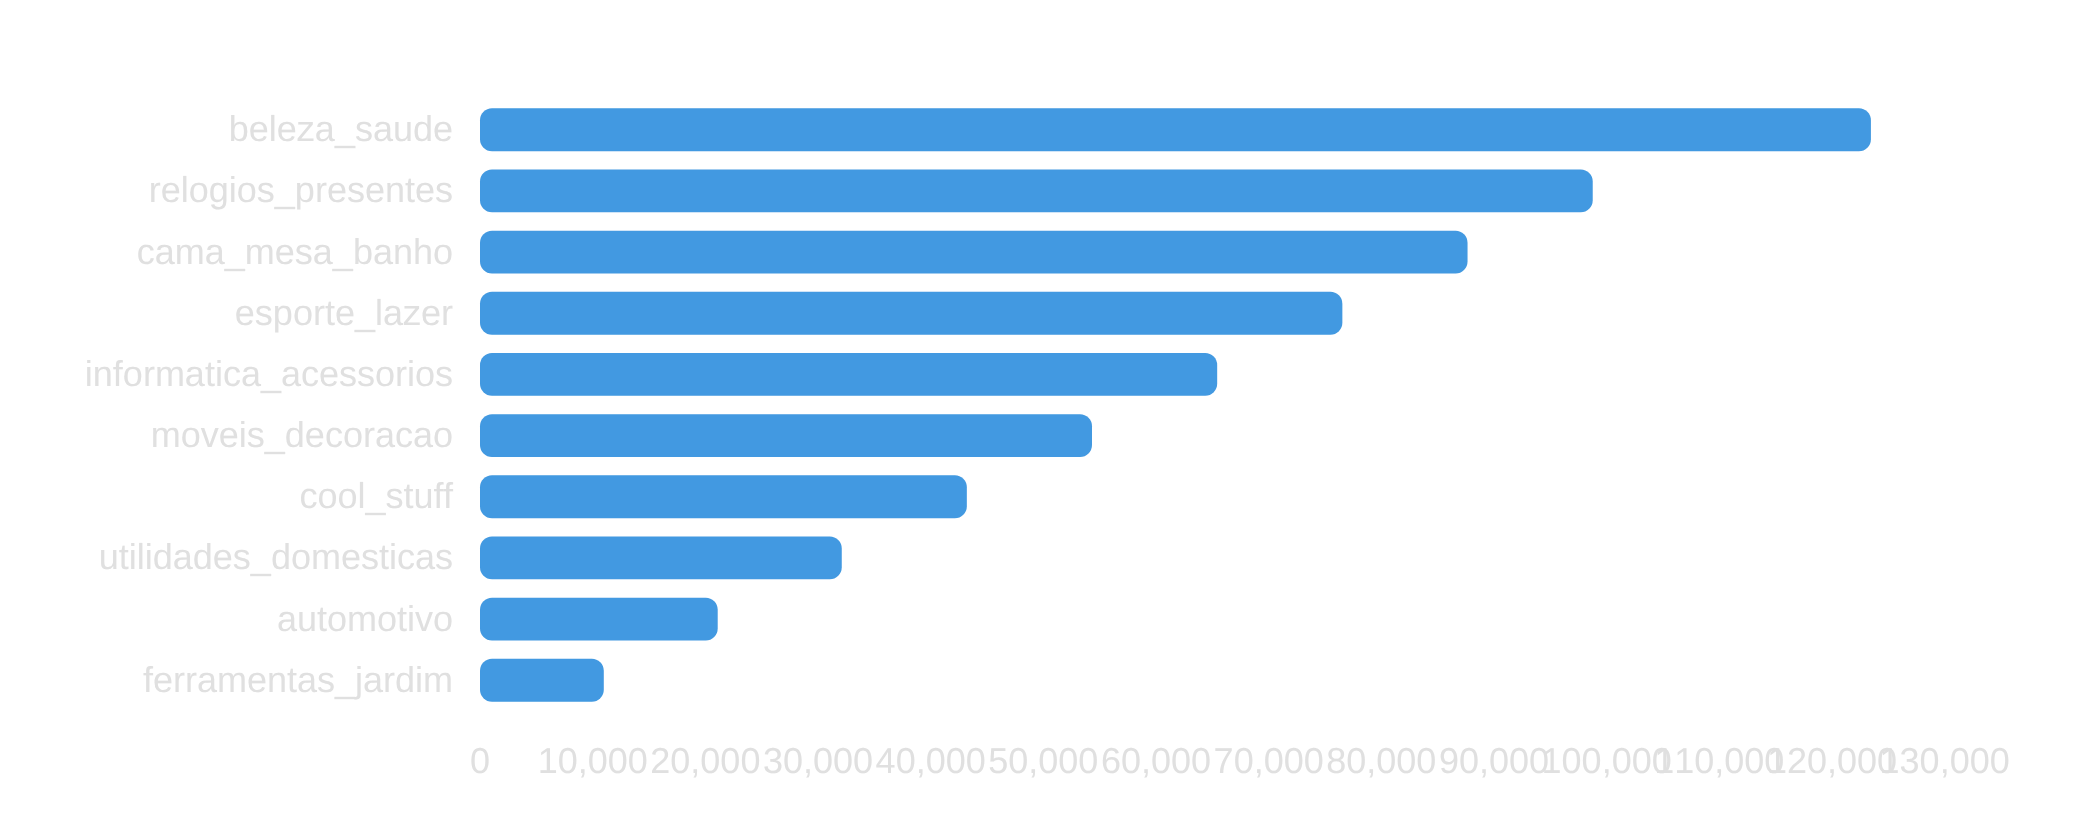 beleza_saude
relogios_presentes
cama_mesa_banho
esporte_lazer
informatica_acessorios
moveis_decoracao
cool_stuff
utilidades_domesticas
automotivo
ferramentas_jardim
0 10,000 20,000 30,000 40,000 50,000 60,000 70,000 80,000 90,000 100,000 110,000 120,000 130,000